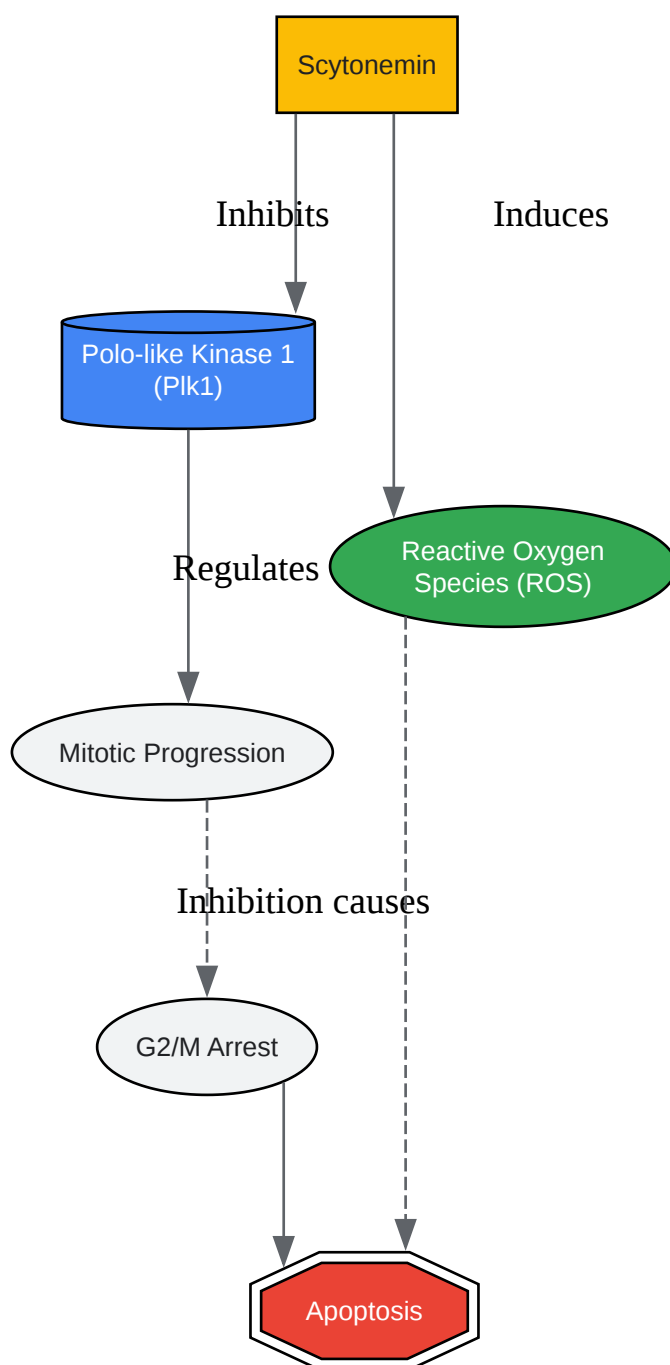 Scytonemin
Inhibits
Induces
Polo-like Kinase 1
(Plk1)
Regulates
Reactive Oxygen
Species (ROS)
Mitotic Progression
Inhibition causes
G2/M Arrest
Apoptosis